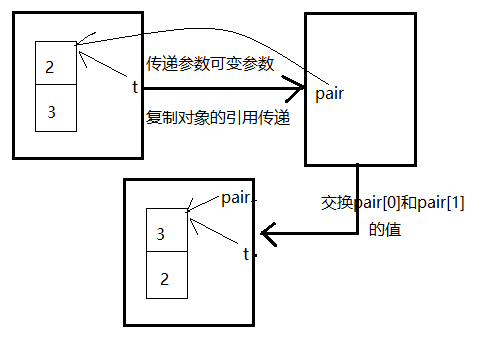 2
3
t
传递参数可变参数
复制对象的引用传递
pair
交换pair[0]和pair[1]
的值
pair
3
2
t